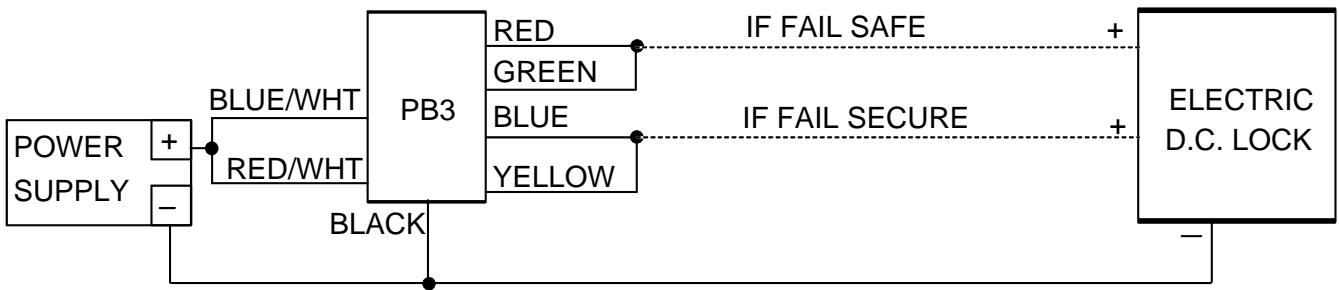 RED
IF FAIL SAFE
+
GREEN
BLUE/WHT
PB3
BLUE
IF FAIL SECURE
+
ELECTRIC
D.C. LOCK
POWER
SUPPLY
+
–
RED/WHT
YELLOW
BLACK
–